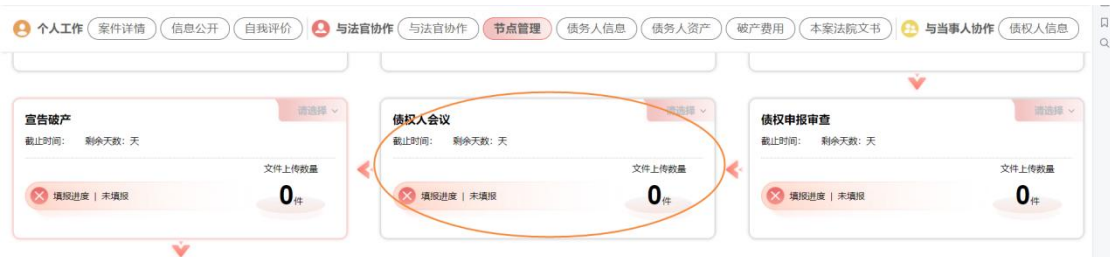 个人工作 案件详情 信息公开 自我评价 与法官协作 与法官协作 节点管理 债务人信息 债务人资产 破产费用 本案法院文书 与当事人协作 债权人信息
宣告破产 请选择
截止时间： 剩余天数：天
文件上传数量
填报进度 | 未填报 0件
债权人会议 请选择
截止时间： 剩余天数：天
文件上传数量
填报进度 | 未填报 0件
债权申报审查 请选择
截止时间： 剩余天数：天
文件上传数量
填报进度 | 未填报 0件